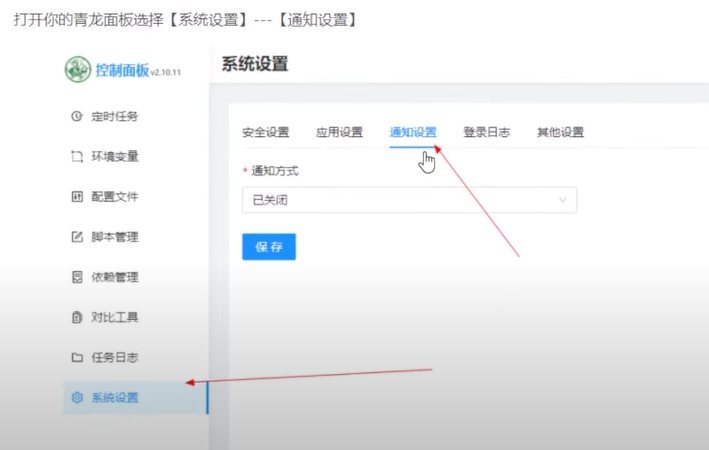 打开你的青龙面板选择【系统设置】---【通知设置】
控制面板 v2.10.11
系统设置
定时任务
环境变量
配置文件
脚本管理
依赖管理
对比工具
任务日志
系统设置
安全设置 应用设置 通知设置 登录日志 其他设置
* 通知方式
已关闭
保存